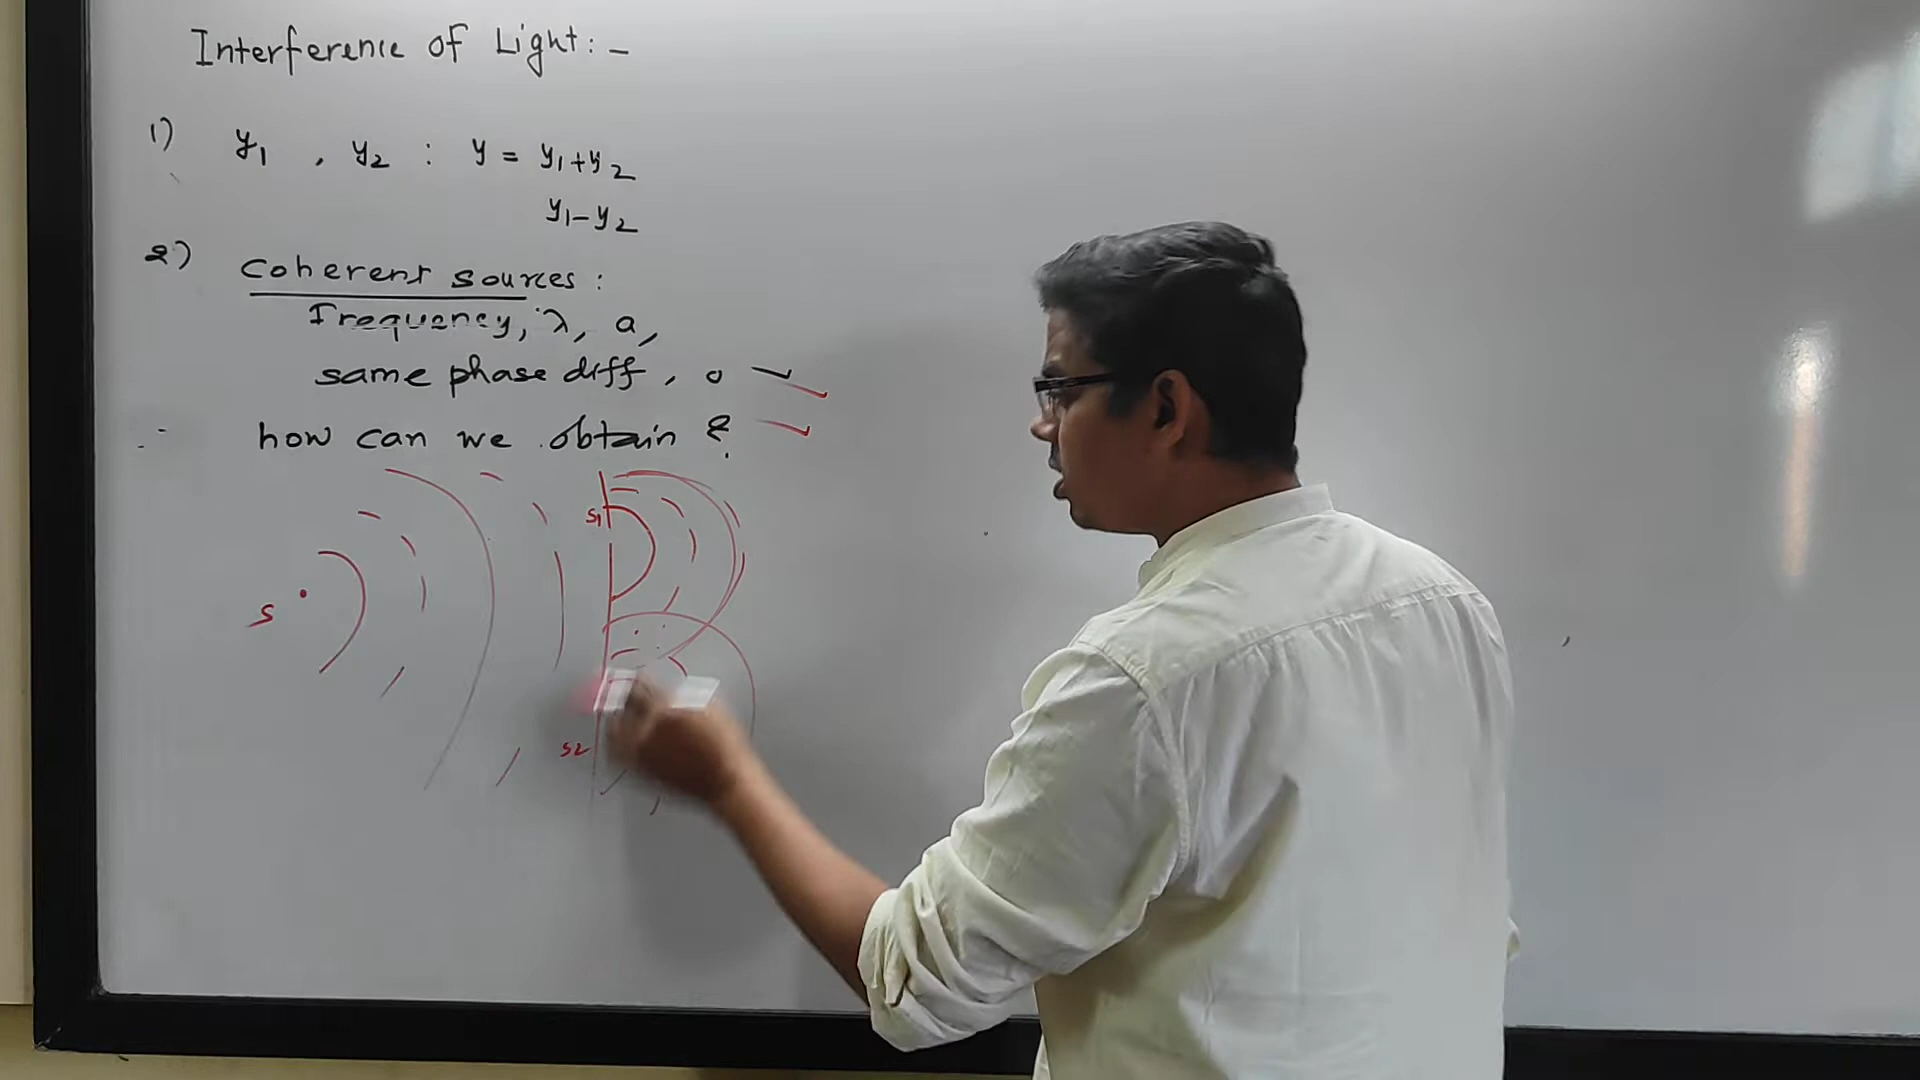 Interference of Light:-
1) y1 , y2 : y = y1+y2
y1-y2
2) Coherent sources:
Frequency, λ, a,
same phase diff, 0
how can we obtain ?
S1
S
S2